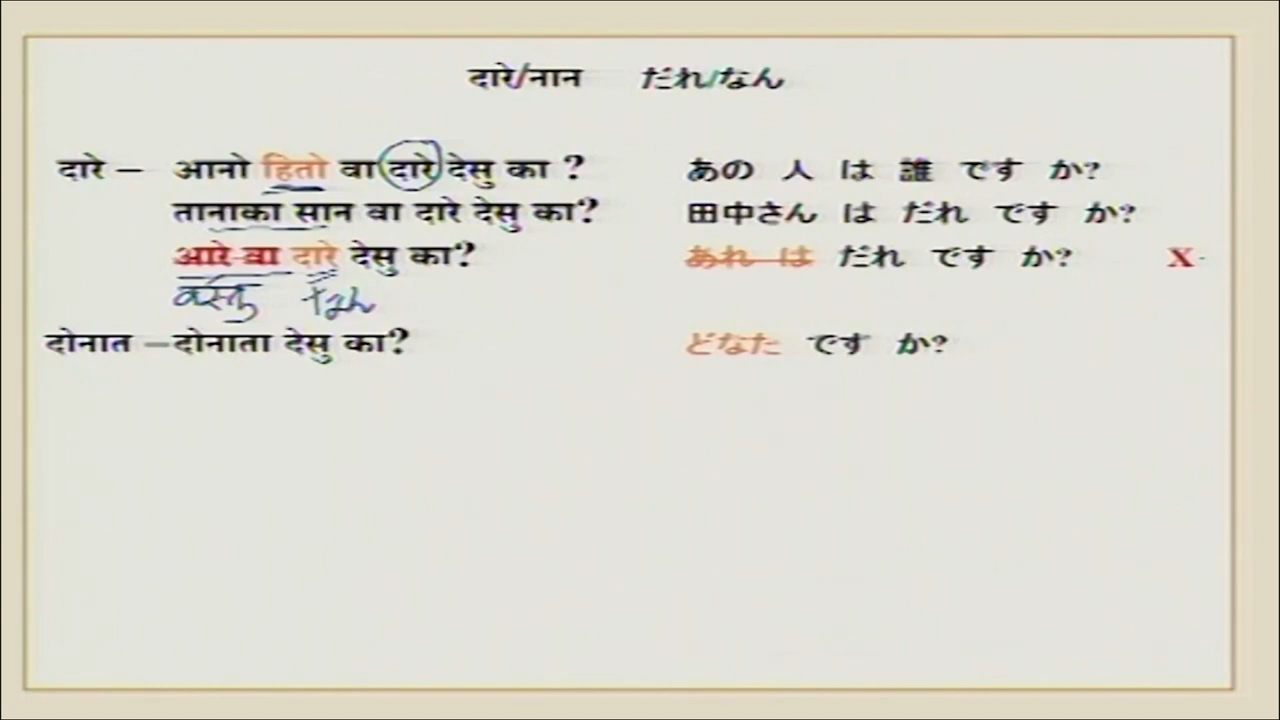 दारे/नान だれ/なん
दारे – आनो हितो वा दारे देसु का ? あの 人 は 誰 です か?
तानाका सान वा दारे देसु का? 田中さん は だれ です か?
आरे वा दारे देसु का? あれ は だれ です か? X
वस्तु なん
दोनात –दोनाता देसु का? どなた です か?